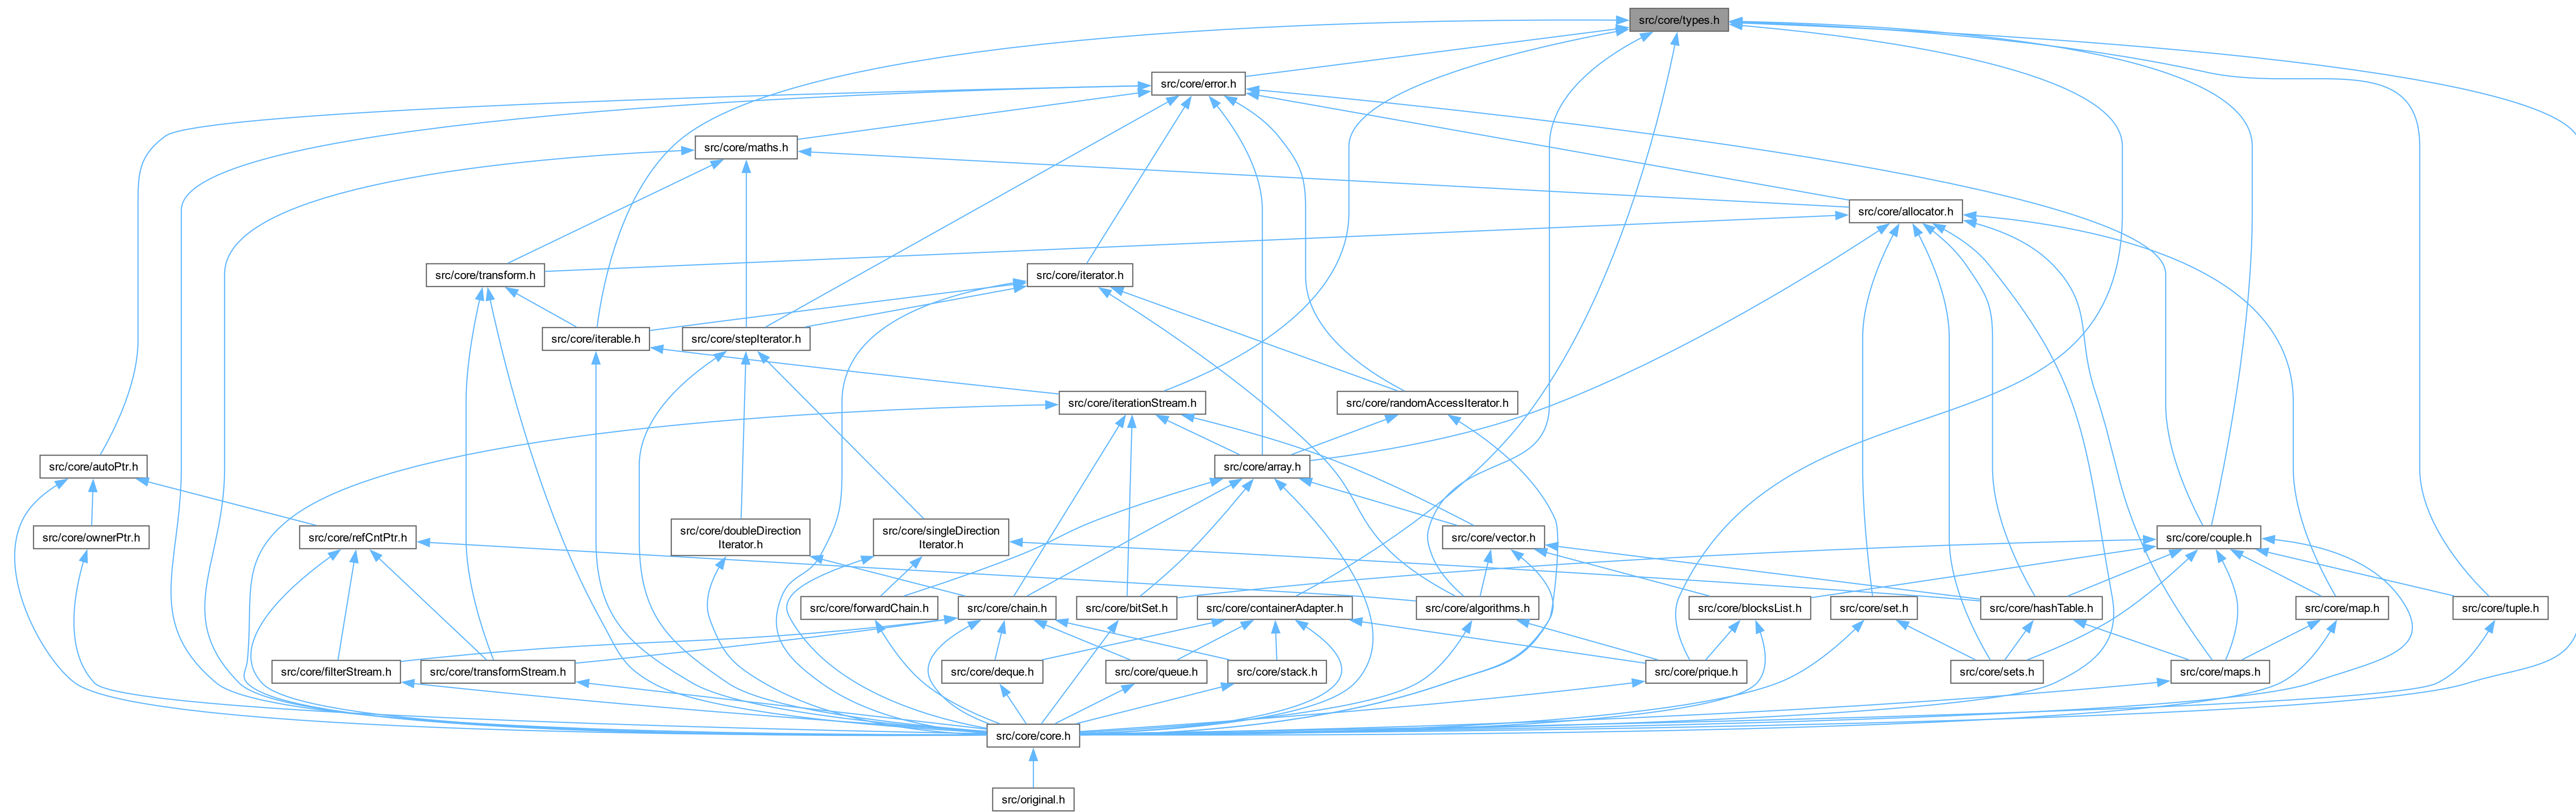 src/core/types.h
src/core/error.h
src/core/maths.h
src/core/allocator.h
src/core/transform.h
src/core/iterator.h
src/core/iterable.h
src/core/stepIterator.h
src/core/iterationStream.h
src/core/randomAccessIterator.h
src/core/autoPtr.h
src/core/array.h
src/core/ownerPtr.h
src/core/refCntPtr.h
src/core/doubleDirection
Iterator.h
src/core/singleDirection
Iterator.h
src/core/vector.h
src/core/couple.h
src/core/forwardChain.h
src/core/chain.h
src/core/bitSet.h
src/core/containerAdapter.h
src/core/algorithms.h
src/core/blocksList.h
src/core/set.h
src/core/hashTable.h
src/core/map.h
src/core/tuple.h
src/core/filterStream.h
src/core/transformStream.h
src/core/deque.h
src/core/queue.h
src/core/stack.h
src/core/prique.h
src/core/sets.h
src/core/maps.h
src/core/core.h
src/original.h